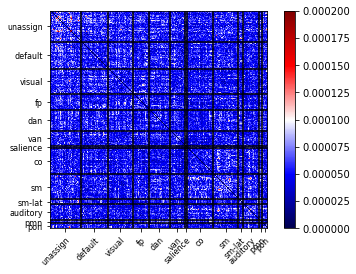 unassign
default
visual
fp
dan
van
salience
co
sm
sm-lat
auditory
pmn
pon
unassign
default
visual
fp
dan
van
salience
co
sm
sm-lat
auditory
0.000200
0.000175
0.000150
0.000125
0.000100
0.000075
0.000050
0.000025
0.000000